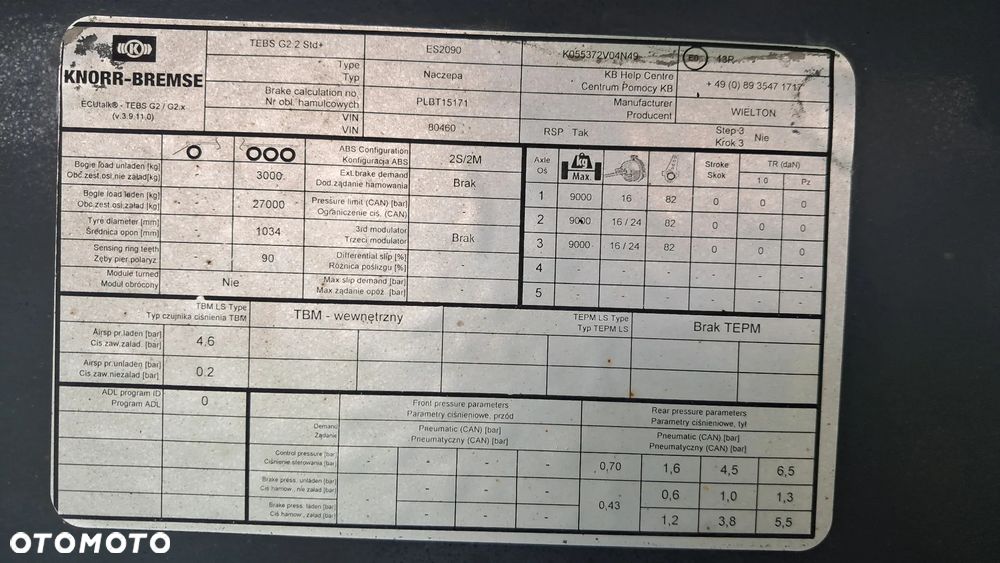 KNORR-BREMSE
ECUtalk® - TEBS G2 / G2.x
(v.3.9.11.0)
TEBS G2.2 Std+
ES2090
K055372V04N49
13R
Type
Typ
Naczepa
KB Help Centre
Centrum Pomocy KB
+ 49 (0) 89 3547 1717
Brake calculation no.
Nr obl. hamulcowych
PLBT15171
Manufacturer
Producent
WIELTON
VIN
VIN
80460
RSP Tak
Step 3
Krok 3
Nie
Bogie load unladen [kg]
Obc.zest.osi.nie załad[kg]
3000
Bogie load laden [kg]
Obc.zest.osi.załad [kg]
27000
Tyre diameter [mm]
Średnica opon [mm]
1034
Sensing ring teeth
Zęby pier.polaryz
90
Module turned
Moduł obrócony
Nie
ABS Configuration
Konfiguracja ABS
2S/2M
Ext.brake demand
Dod.żądanie hamowania
Brak
Pressure limit (CAN) [bar]
Ograniczenie ciś. (CAN)
-
3rd modulator
Trzeci modulator
Brak
Differential slip [%]
Różnica poślizgu [%]
-
Max slip demand [bar]
Max żądanie opóź. [bar]
-
Axle
Oś
kg
Max.
Stroke
Skok
TR (daN)
1.0
Pz
1 9000 16 82 0 0 0
2 9000 16 / 24 82 0 0 0
3 9000 16 / 24 82 0 0 0
4 - - - - - -
5 - - - - - -
TBM LS Type
Typ czujnika ciśnienia TBM
TBM - wewnętrzny
TEPM LS Type
Typ TEPM LS
Brak TEPM
Airsp pr.laden [bar]
Cis zaw.załad. [bar]
4,6
Airsp pr.unladen [bar]
Cis zaw.niezalad.[bar]
0.2
ADL program ID
Program ADL
0
Front pressure parameters
Parametry ciśnieniowe, przód
Rear pressure parameters
Parametry ciśnieniowe, tył
Demand
Żądanie
Pneumatic (CAN) [bar]
Pneumatyczny (CAN) [bar]
Pneumatic (CAN) [bar]
Pneumatyczny (CAN) [bar]
Control pressure [bar]
Ciśnienie sterowania [bar]
- - - - 0,70 1,6 4,5 6,5
Brake press. unladen [bar]
Cis hamow., nie załad [bar]
- - - 0,6 1,0 1,3
- 0,43
Brake press. laden [bar]
Cis hamow., załad. [bar]
- - - 1,2 3,8 5,5
OTOMOTO